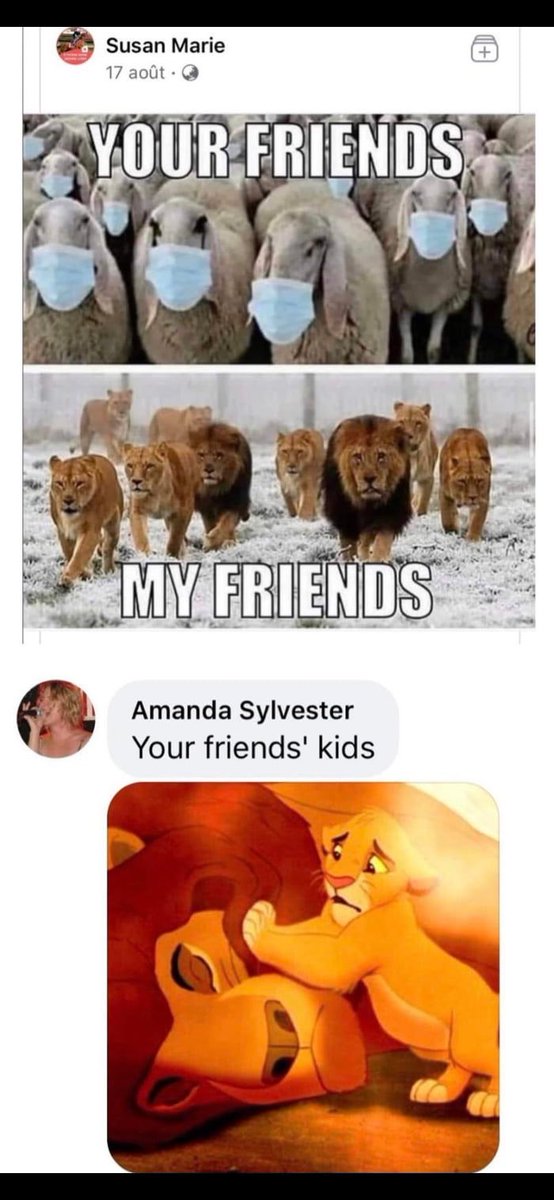 Susan Marie
17 août ·
YOUR FRIENDS
MY FRIENDS
Amanda Sylvester
Your friends' kids